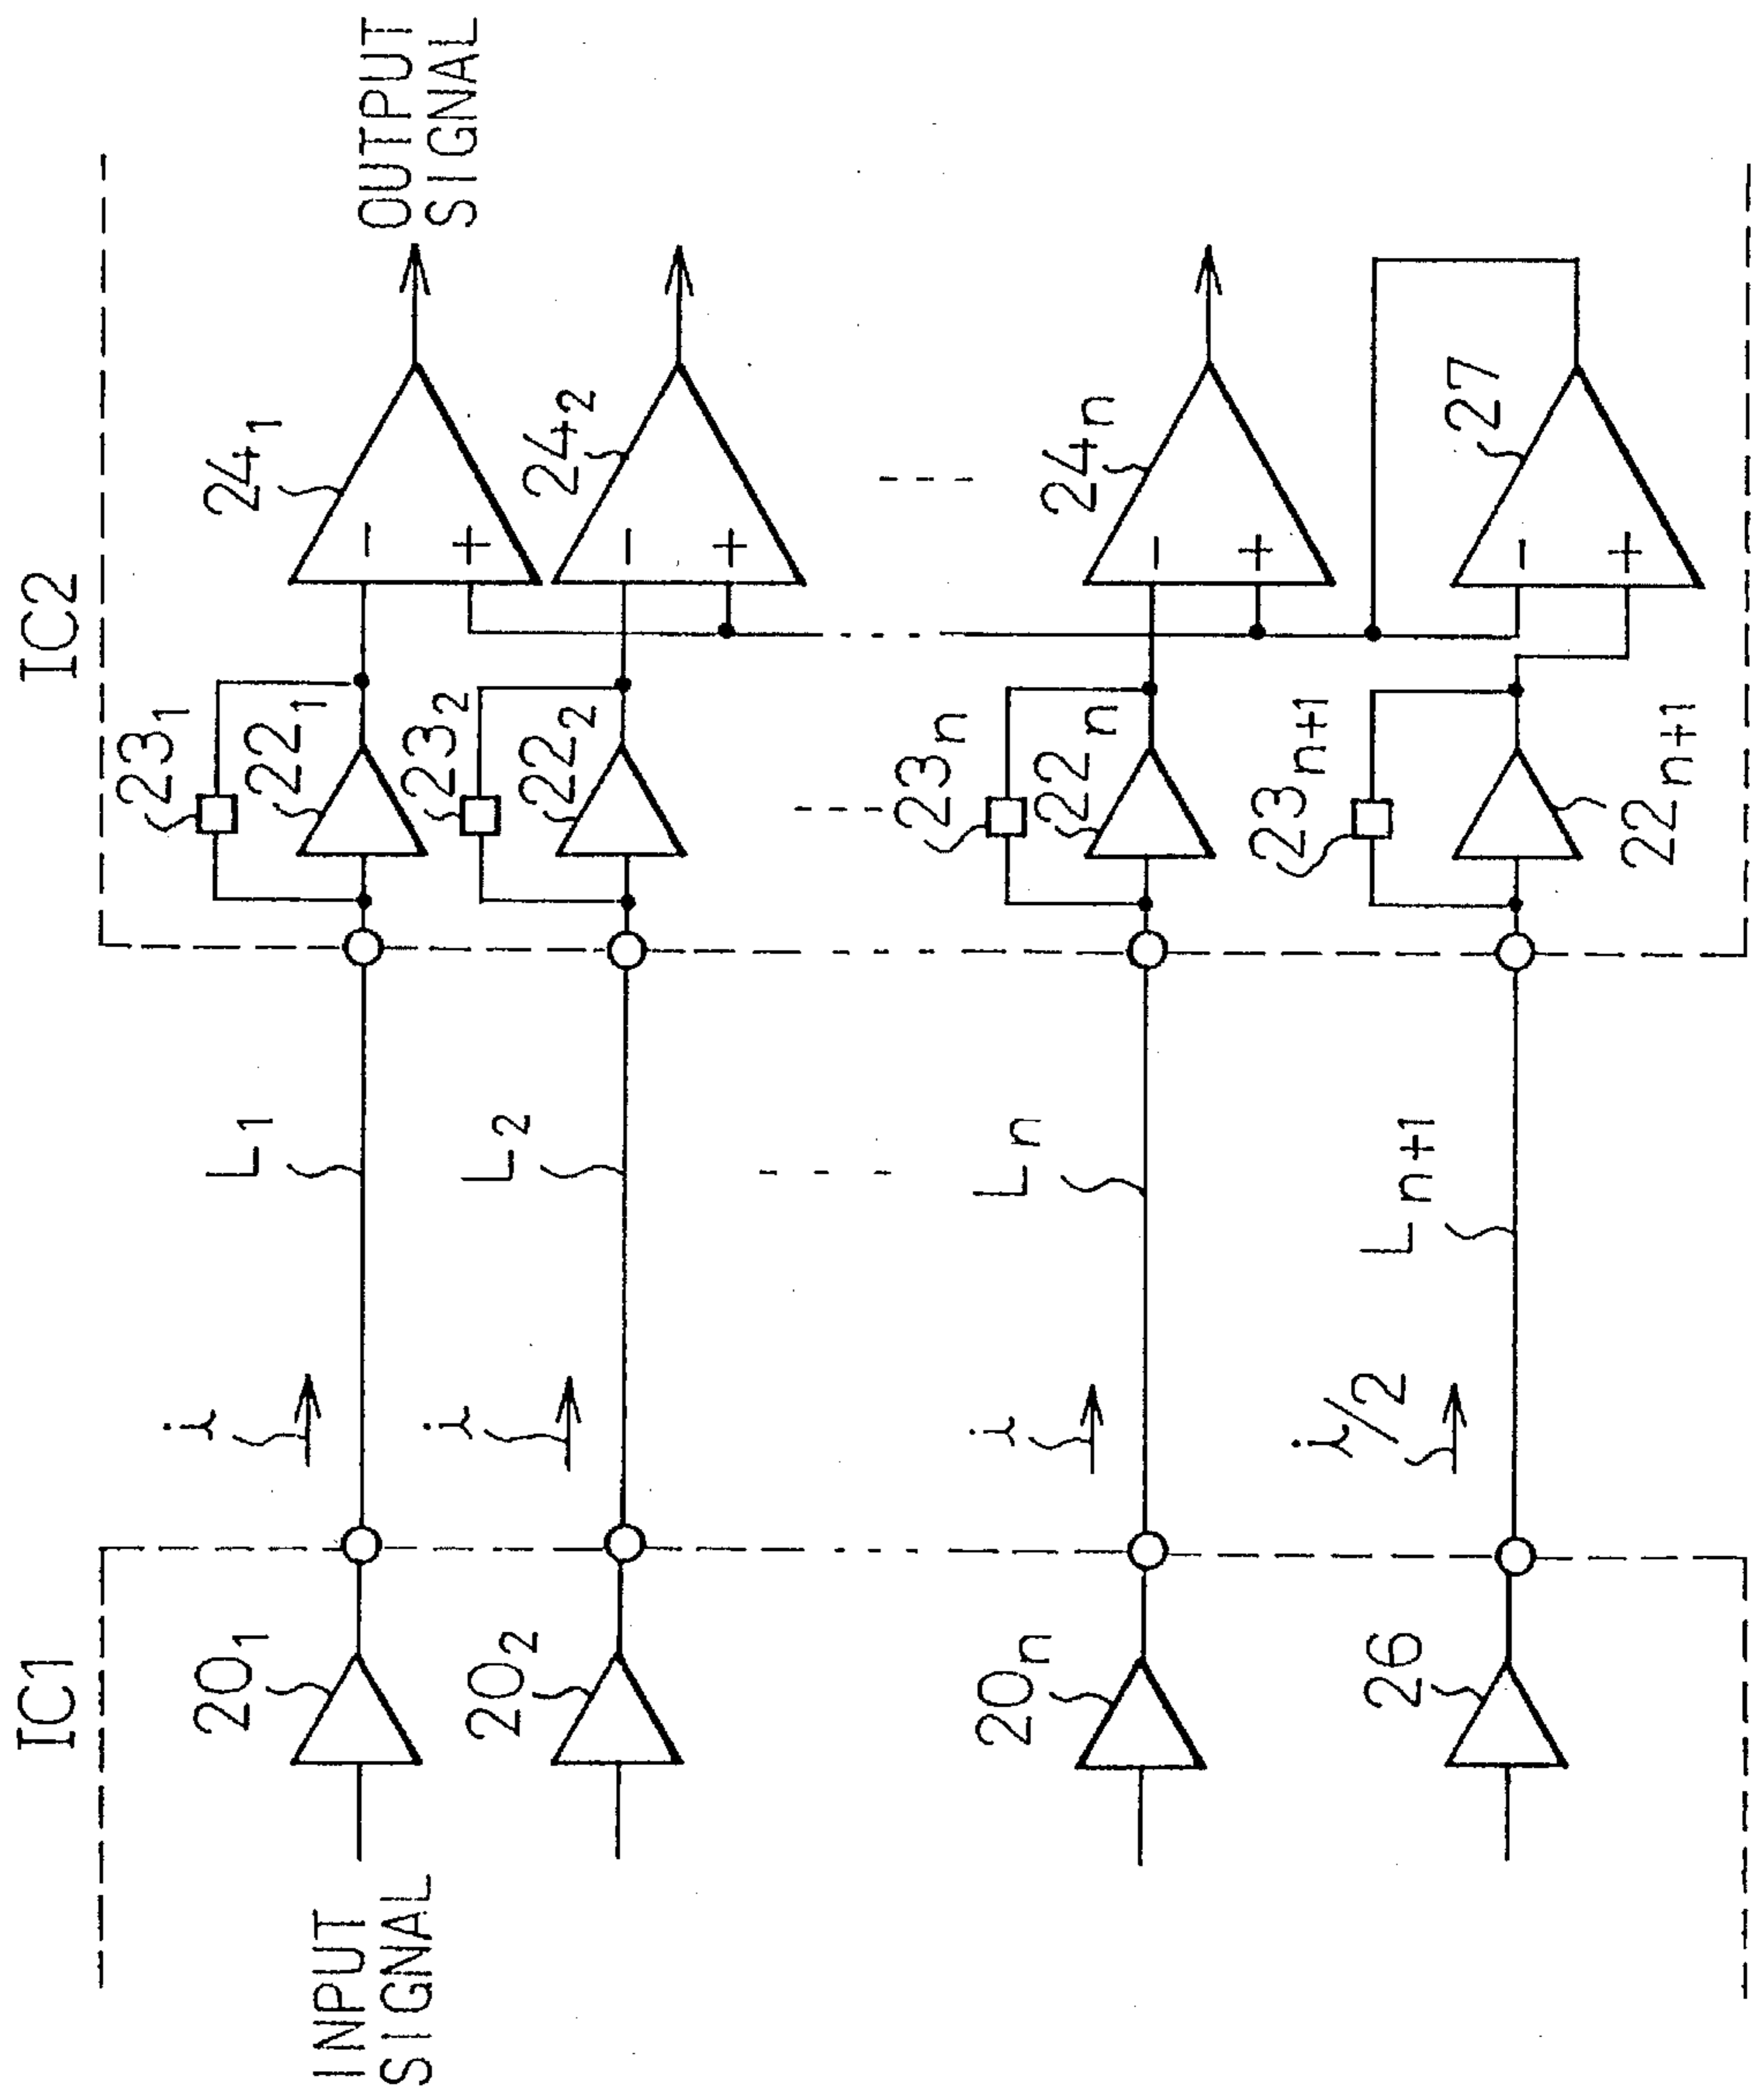 IC1
IC2
INPUT
SIGNAL
OUTPUT
SIGNAL
20₁
i
L₁
23₁
22₁
24₁
−
+
20₂
i
L₂
23₂
22₂
24₂
−
+
20ₙ
i
Lₙ
23ₙ
22ₙ
24ₙ
−
+
26
i/2
Lₙ₊₁
23ₙ₊₁
22ₙ₊₁
27
−
+